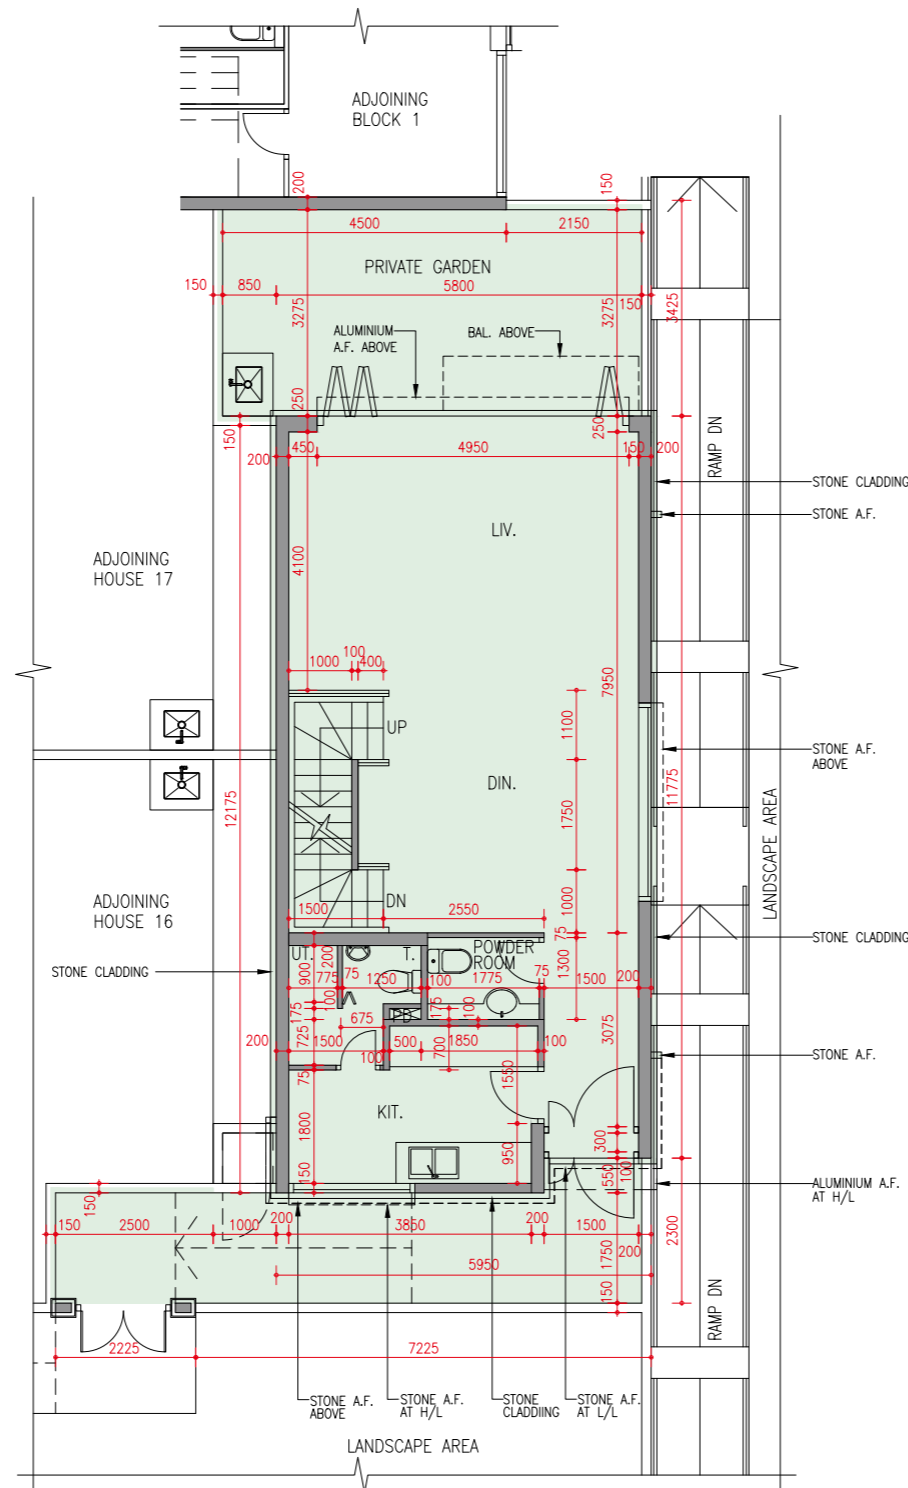 ADJOINING
BLOCK 1
200
150
4500
2150
PRIVATE GARDEN
150
850
5800
150
3275
3275
3425
ALUMINIUM
A.F. ABOVE
BAL. ABOVE
250
250
150
200
450
4950
150
200
RAMP DN
STONE CLADDING
STONE A.F.
LIV.
4100
ADJOINING
HOUSE 17
100
1000
400
7950
UP
1100
STONE A.F.
ABOVE
DIN.
11775
12175
1750
LANDSCAPE AREA
ADJOINING
HOUSE 16
DN
1500
2550
1000
75
STONE CLADDING
STONE CLADDING
UT.
200
T.
POWDER
ROOM
1300
900
775
75
1250
100
1775
75
1500
200
100
175
175
100
PD
675
725
200
1500
100
500
1850
100
700
1550
3075
STONE A.F.
75
KIT.
1800
950
300
150
550
100
ALUMINIUM A.F.
AT H/L
150
150
2500
1000
200
3860
200
1500
200
1750
2300
5950
150
RAMP DN
2225
7225
STONE A.F.
ABOVE
STONE A.F.
AT H/L
STONE
CLADDIING
STONE A.F.
AT L/L
LANDSCAPE AREA